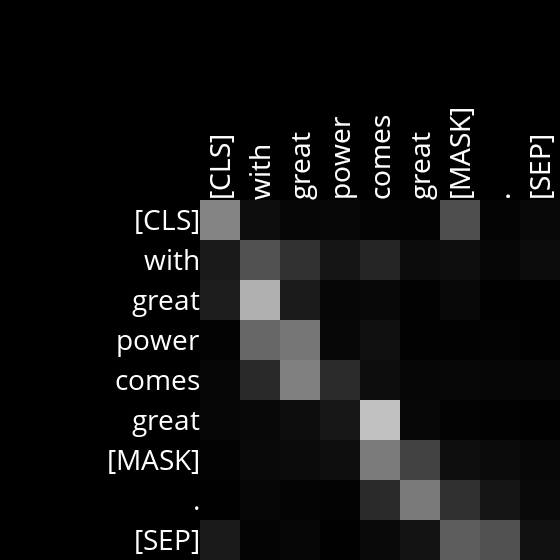 [CLS] with great power comes great [MASK] . [SEP]
[CLS]
with
great
power
comes
great
[MASK]
.
[SEP]